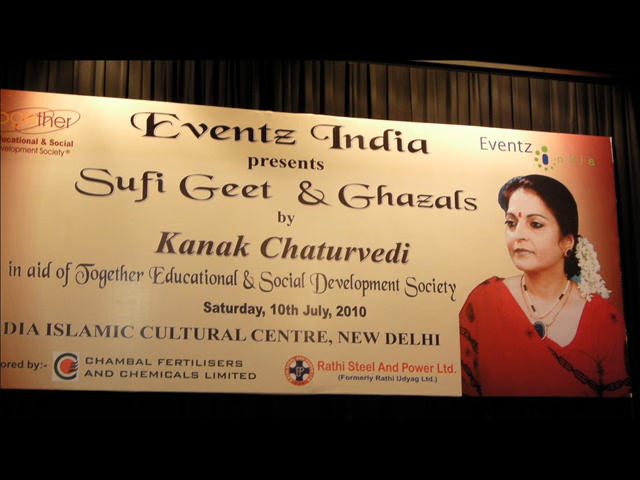 Together
Educational & Social
Development Society®
Eventz India
presents
Sufi Geet & Ghazals
by
Kanak Chaturvedi
in aid of Together Educational & Social Development Society
Saturday, 10th July, 2010
DIA ISLAMIC CULTURAL CENTRE, NEW DELHI
ored by:- CHAMBAL FERTILISERS
AND CHEMICALS LIMITED
Rathi Steel And Power Ltd.
(Formerly Rathi Udyag Ltd.)
Eventz
india